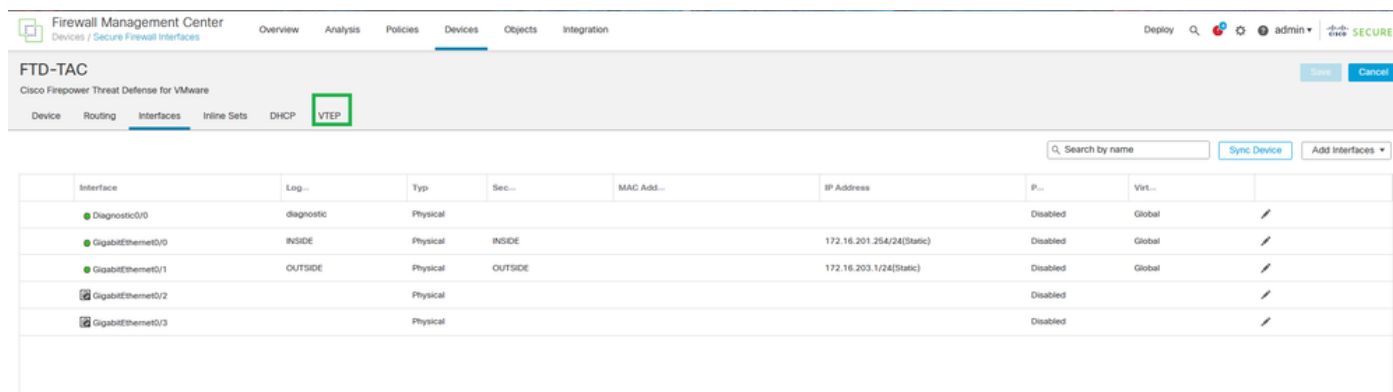 Firewall Management Center
Devices / Secure Firewall Interfaces
Overview Analysis Policies Devices Objects Integration
Deploy admin CISCO SECURE
FTD-TAC
Save Cancel
Cisco Firepower Threat Defense for VMware
Device Routing Interfaces Inline Sets DHCP VTEP
Search by name Sync Device Add Interfaces
Interface Log... Typ Sec... MAC Add... IP Address P... Virt...
Diagnostic0/0 diagnostic Physical Disabled Global
GigabitEthernet0/0 INSIDE Physical INSIDE 172.16.201.254/24(Static) Disabled Global
GigabitEthernet0/1 OUTSIDE Physical OUTSIDE 172.16.203.1/24(Static) Disabled Global
GigabitEthernet0/2 Physical Disabled
GigabitEthernet0/3 Physical Disabled